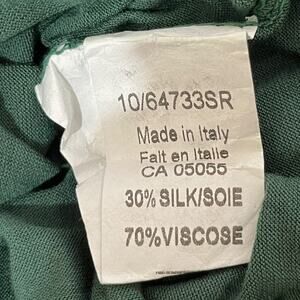 10/64733SR
Made in Italy
Fait en Italie
CA 05055
30% SILK/SOIE
70%VISCOSE